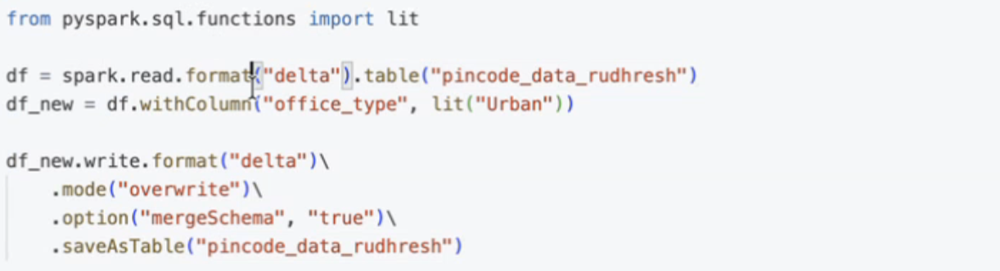 from pyspark.sql.functions import lit
df = spark.read.format("delta").table("pincode_data_rudhresh")
df_new = df.withColumn("office_type", lit("Urban"))
df_new.write.format("delta")\
.mode("overwrite")\
.option("mergeSchema", "true")\
.saveAsTable("pincode_data_rudhresh")